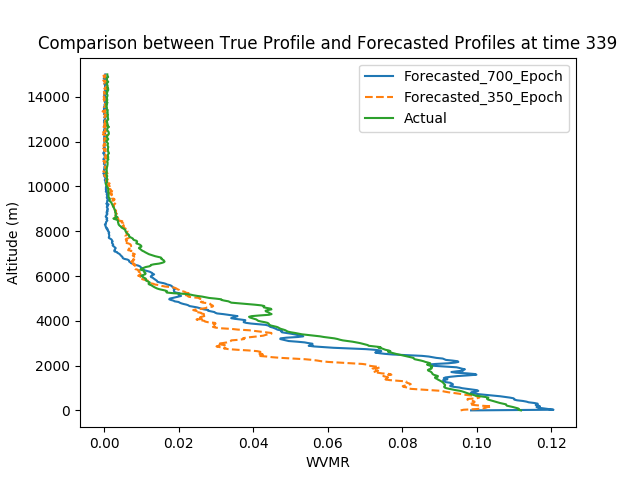 Comparison between True Profile and Forecasted Profiles at time 339
Forecasted_700_Epoch
Forecasted_350_Epoch
Actual
Altitude (m)
14000
12000
10000
8000
6000
4000
2000
0
0.00 0.02 0.04 0.06 0.08 0.10 0.12
WVMR